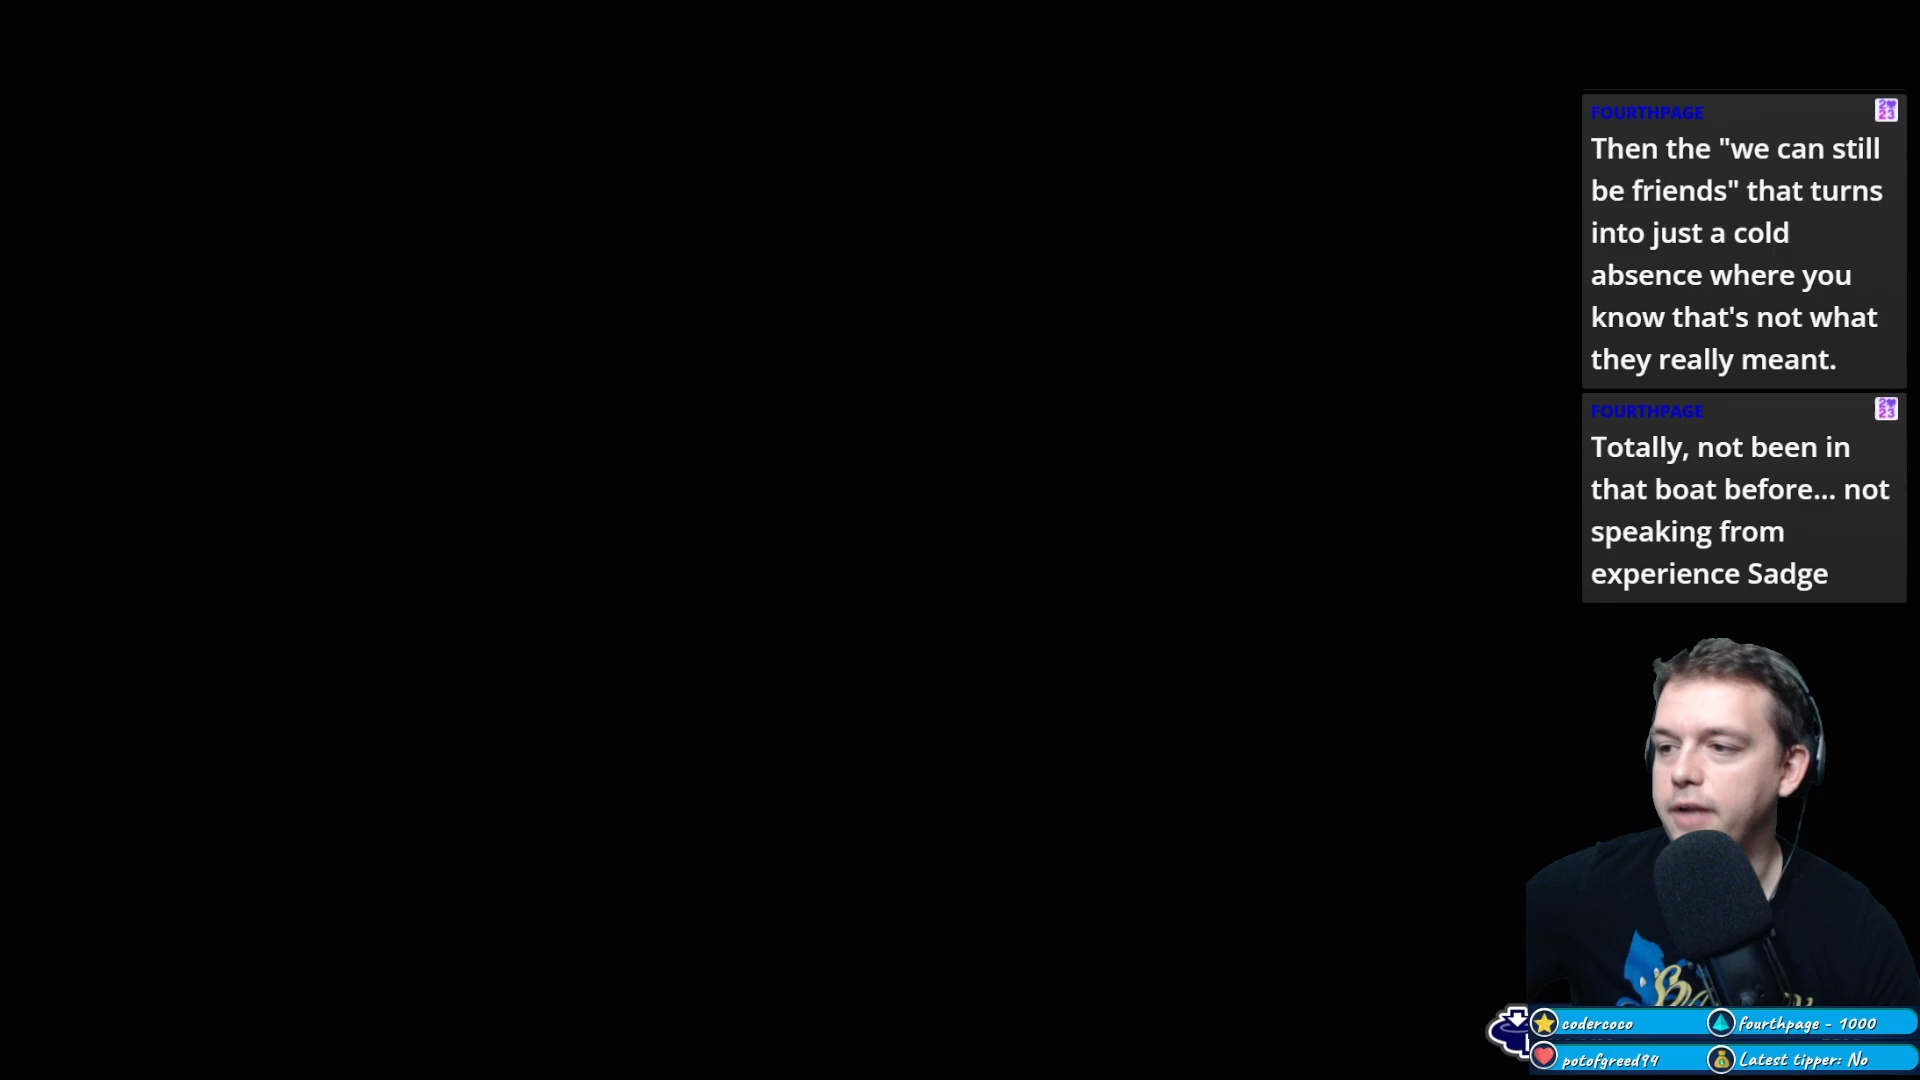 FOURTHPAGE
Then the "we can still
be friends" that turns
into just a cold
absence where you
know that's not what
they really meant.
FOURTHPAGE
Totally, not been in
that boat before... not
speaking from
experience Sadge
codercoco
fourthpage - 1000
potofgreed94
Latest tipper: No